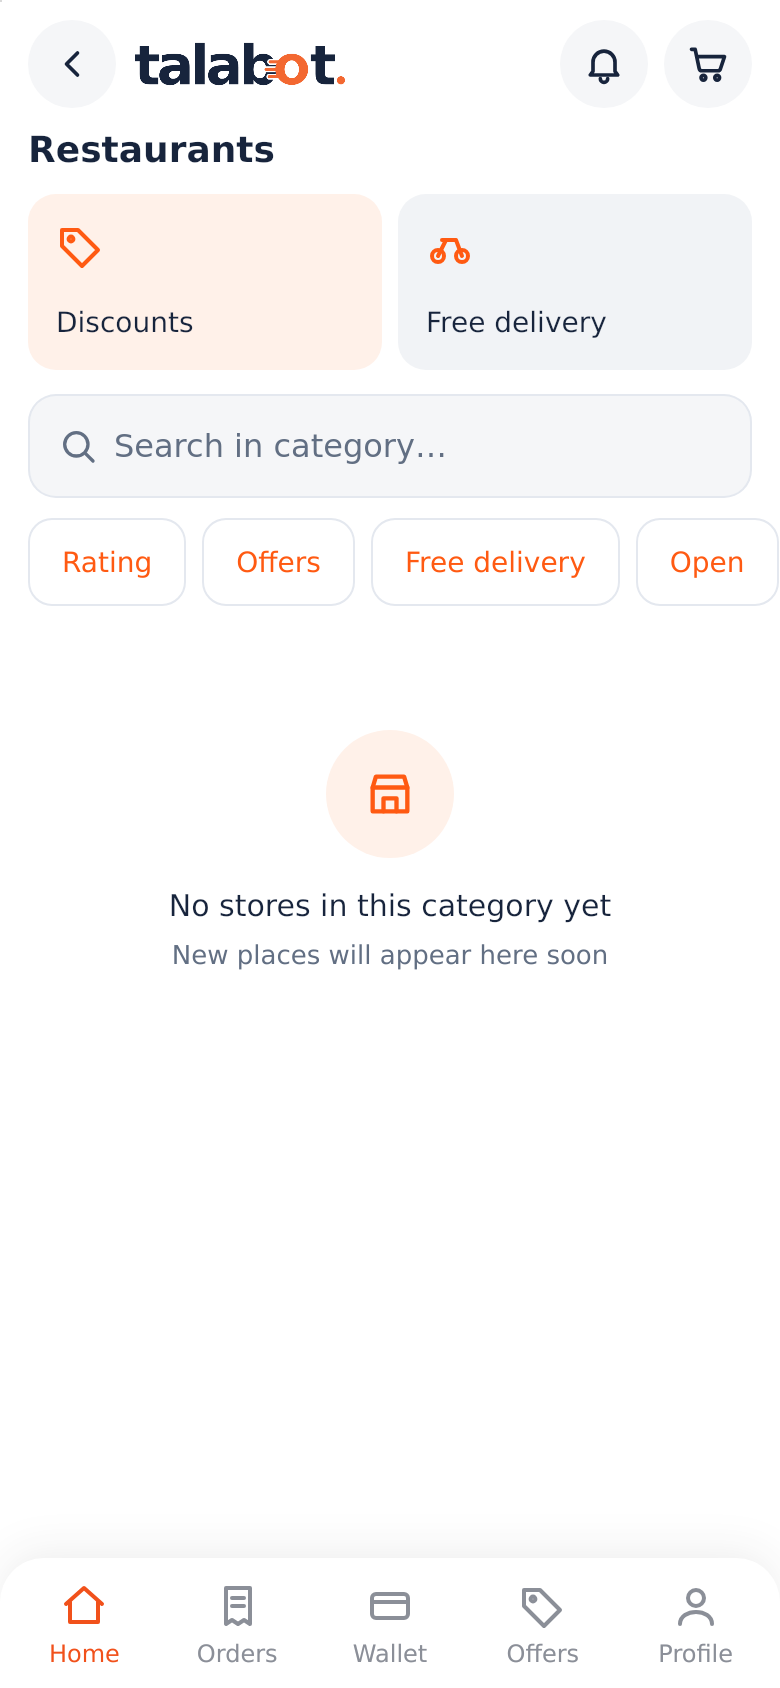 talabot.
Restaurants
Discounts
Free delivery
Search in category...
Rating
Offers
Free delivery
Open
No stores in this category yet
New places will appear here soon
Home
Orders
Wallet
Offers
Profile